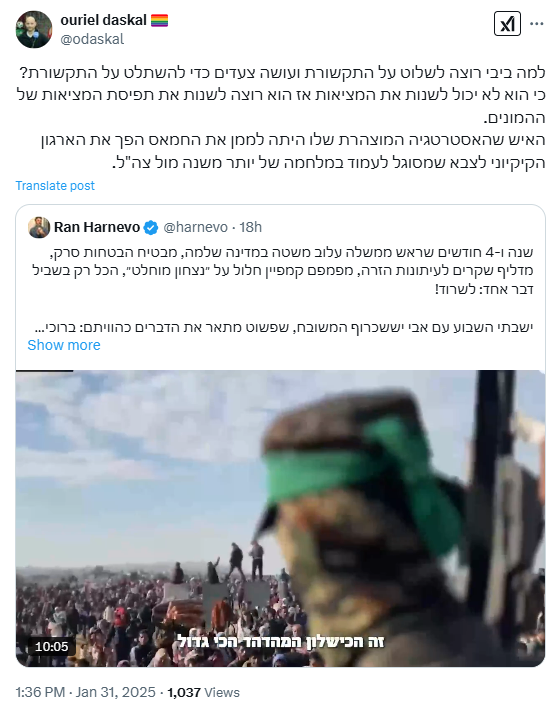 ouriel daskal 🏳️‍🌈
@odaskal
למה ביבי רוצה לשלוט על התקשורת ועושה צעדים כדי להשתלט על התקשורת?
כי הוא לא יכול לשנות את המציאות אז הוא רוצה לשנות את תפיסת המציאות של
ההמונים.
האיש שהאסטרטגיה המוצהרת שלו היתה לממן את החמאס הפך את הארגון
הקיקיוני לצבא שמסוגל לעמוד במלחמה של יותר משנה מול צה"ל.
Translate post
Ran Harnevo @harnevo · 18h
שנה ו-4 חודשים שראש ממשלה עלוב משטה במדינה שלמה, מבטיח הבטחות סרק,
מדליף שקרים לעיתונות הזרה, מפמפם קמפיין חלול על ״נצחון מוחלט״, הכל רק בשביל
דבר אחד: לשרוד!
ישבתי השבוע עם אבי יששכרוף המשובח, שפשוט מתאר את הדברים כהוויתם: ברוכי...
Show more
זה הכישלון המהדהד הכי גדול
10:05
1:36 PM · Jan 31, 2025 · 1,037 Views